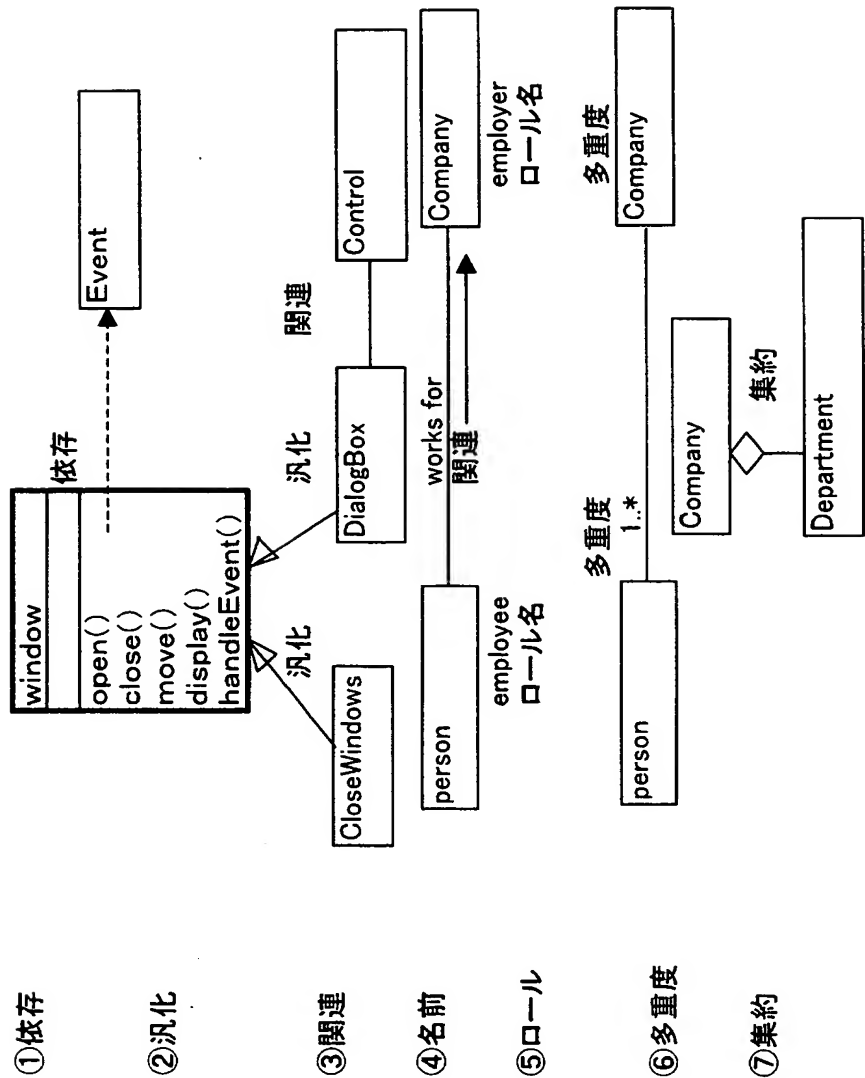 ①依存
②汎化
③関連
④名前
⑤ロール
⑥多重度
⑦集約
window
open()
close()
move()
display()
handleEvent()
依存
Event
汎化
汎化
CloseWindows
DialogBox
関連
Control
person
works for
関連
Company
employee
ロール名
employer
ロール名
多重度
1..*
多重度
person
Company
Company
集約
Department